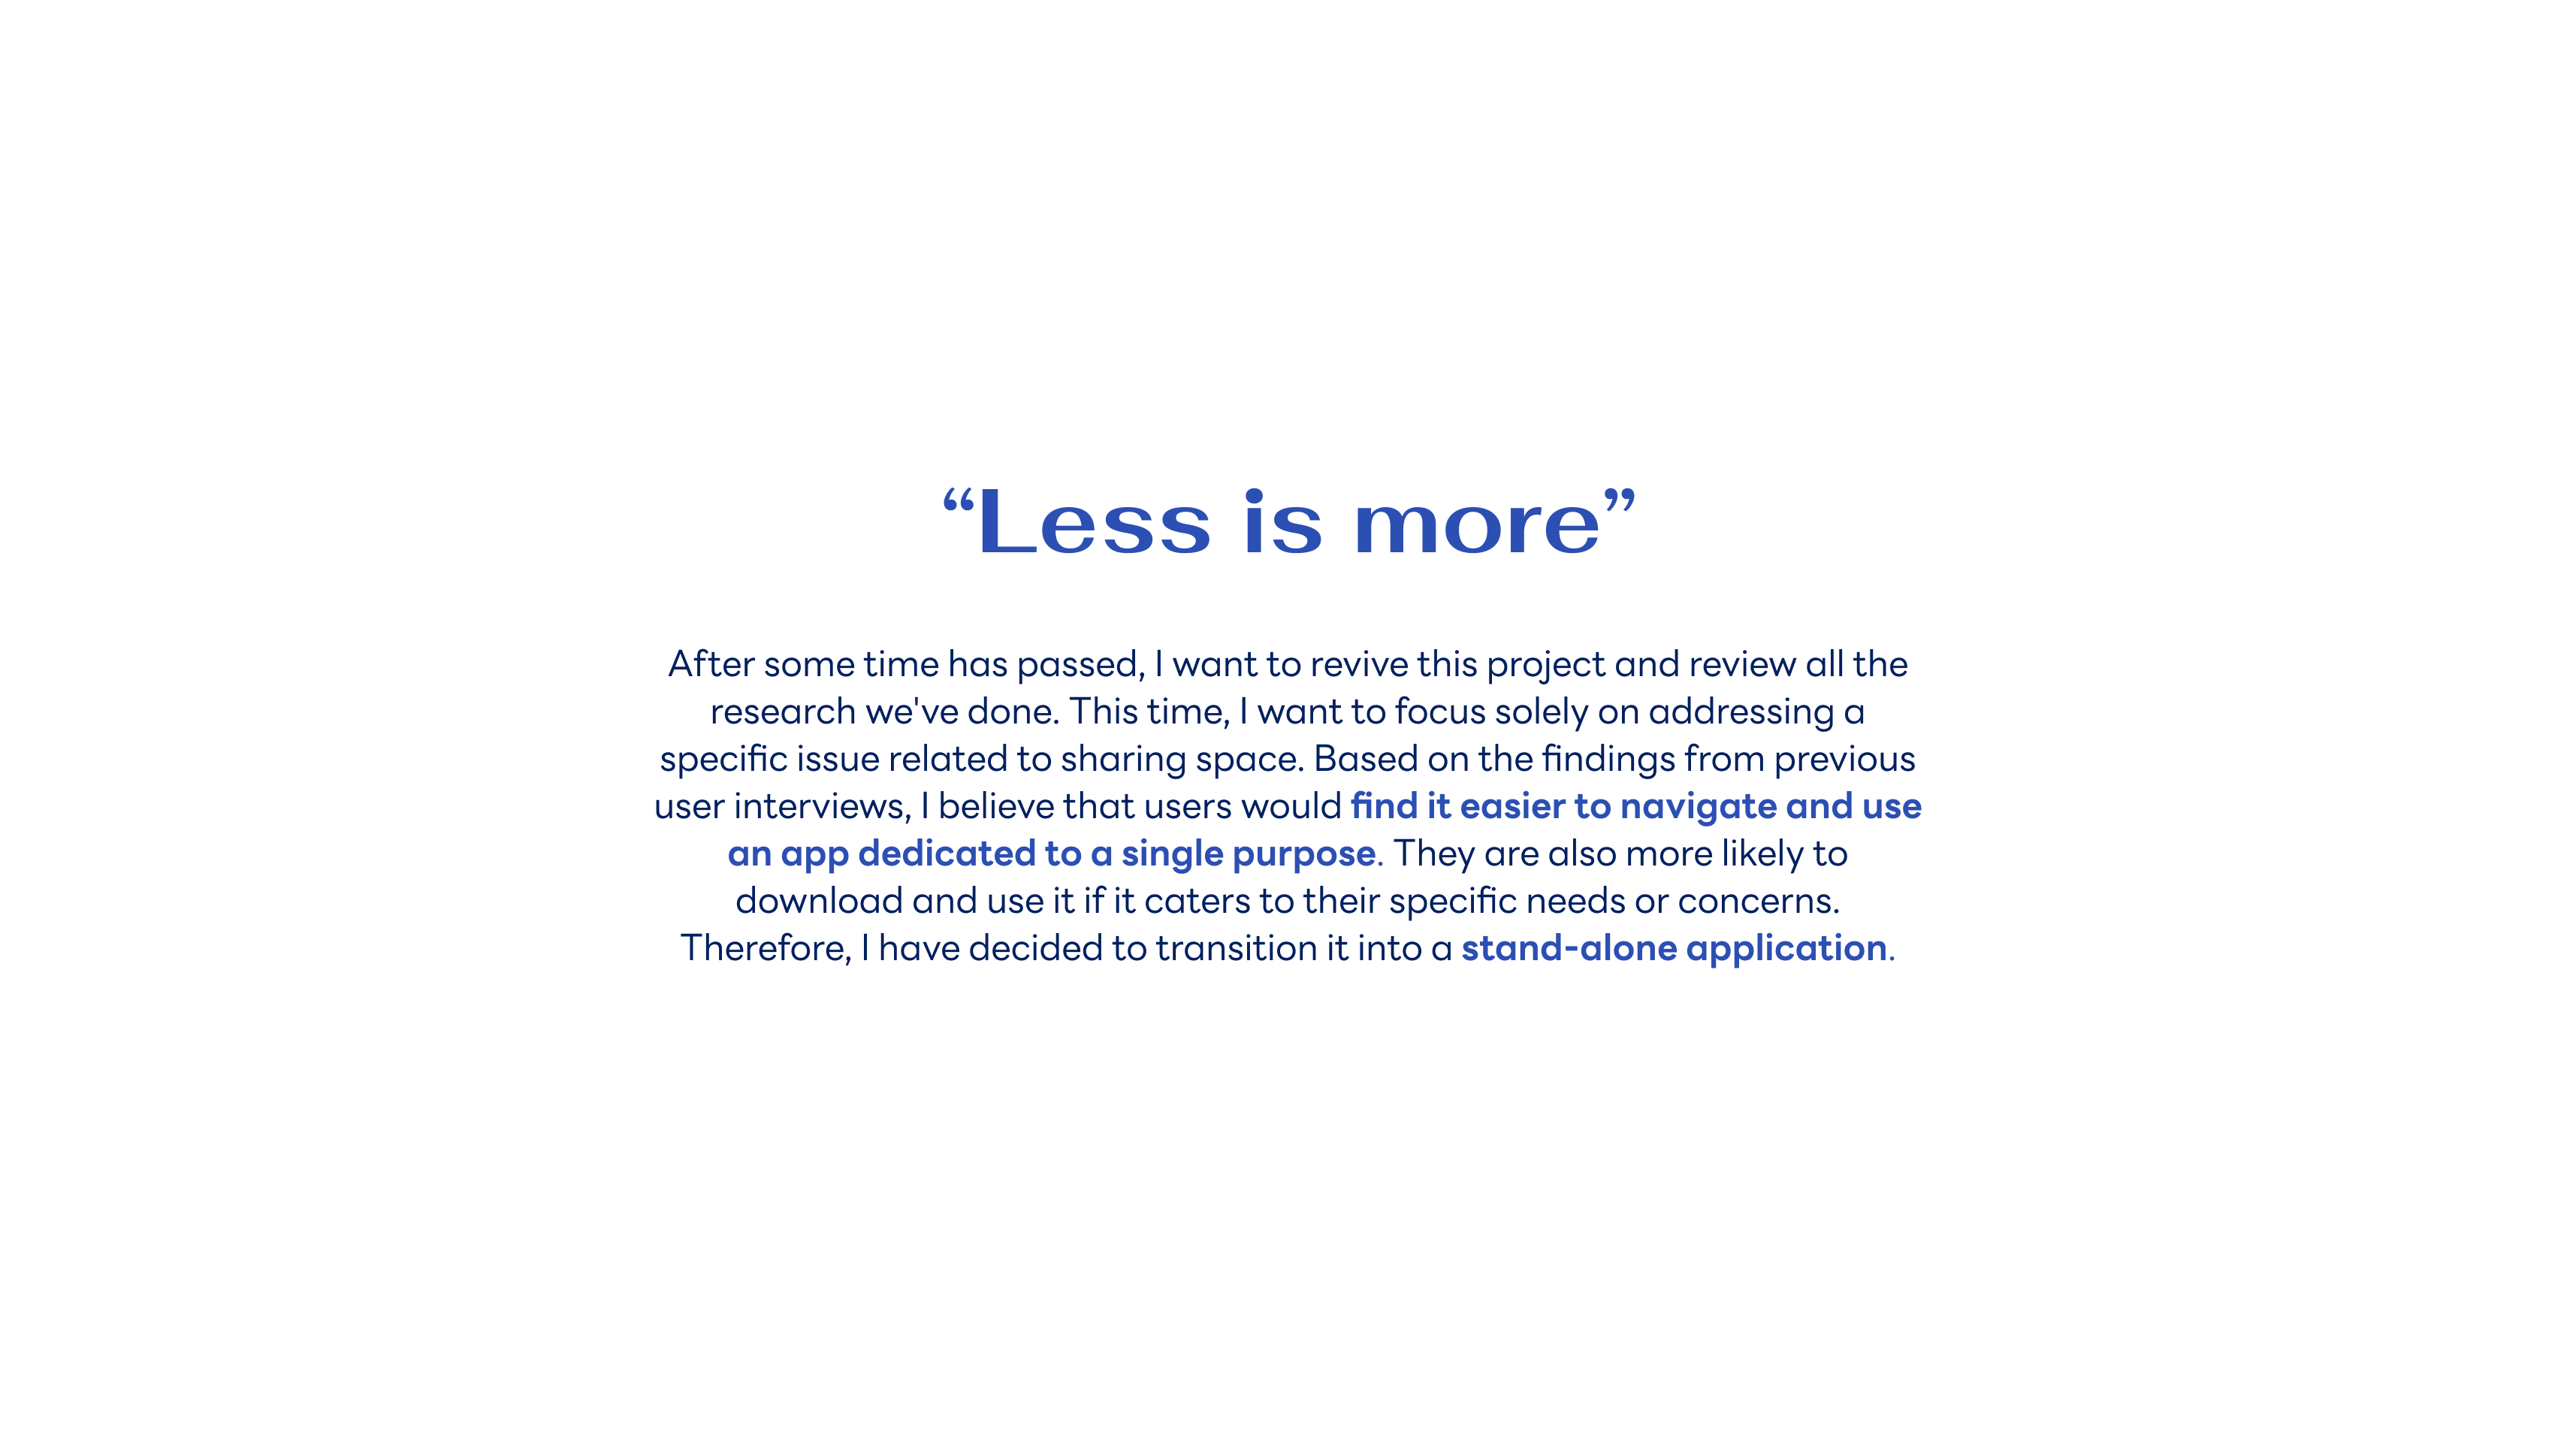 “Less is more”
After some time has passed, I want to revive this project and review all the
research we've done. This time, I want to focus solely on addressing a
specific issue related to sharing space. Based on the findings from previous
user interviews, I believe that users would find it easier to navigate and use
an app dedicated to a single purpose. They are also more likely to
download and use it if it caters to their specific needs or concerns.
Therefore, I have decided to transition it into a stand-alone application.